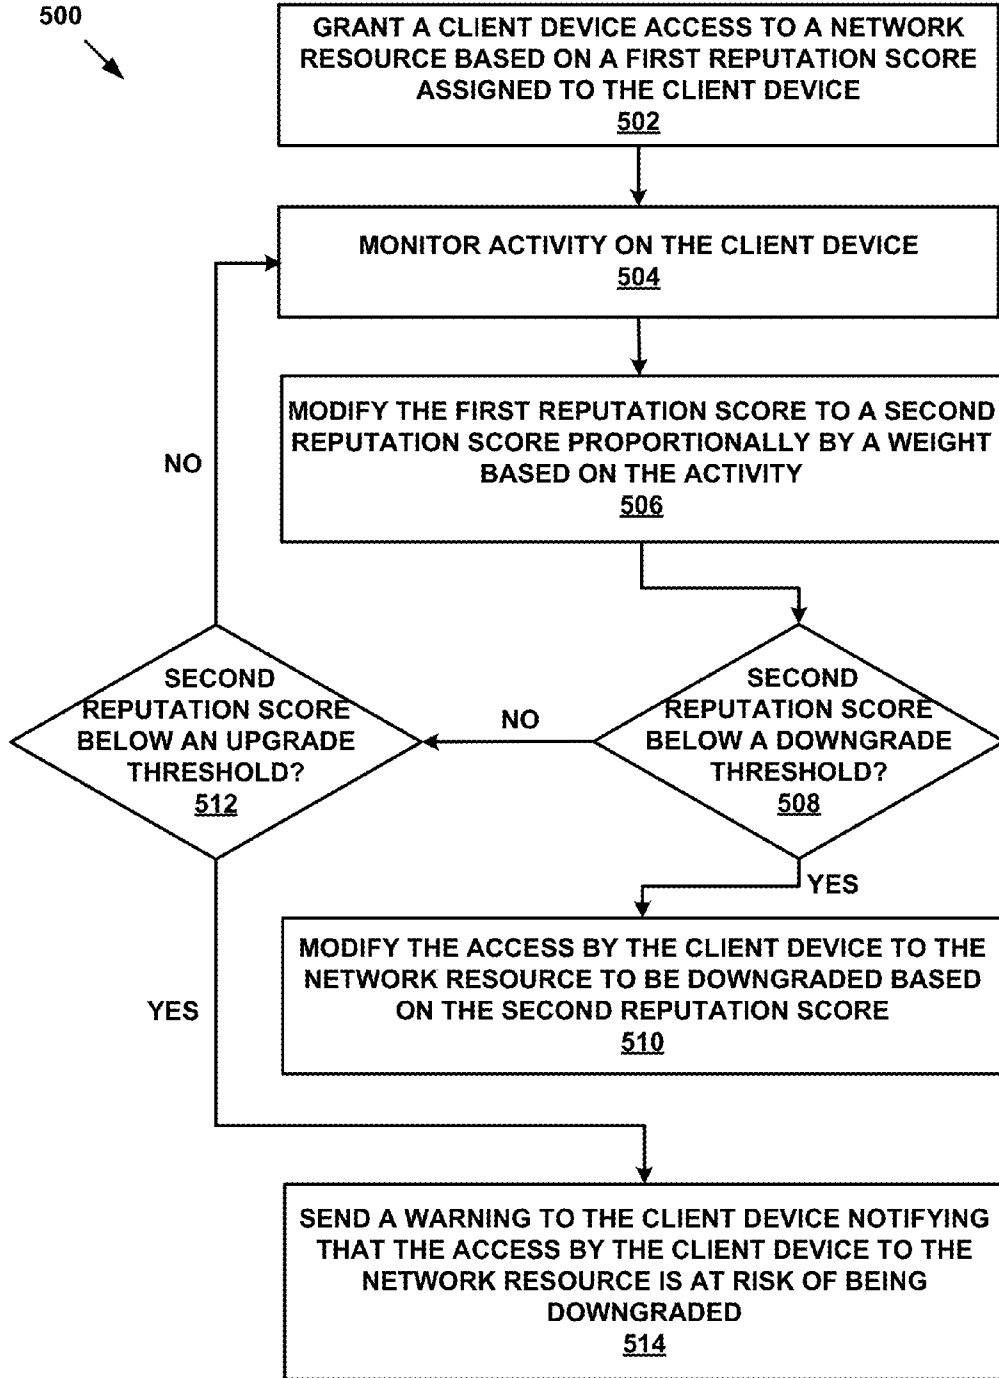 500
GRANT A CLIENT DEVICE ACCESS TO A NETWORK
RESOURCE BASED ON A FIRST REPUTATION SCORE
ASSIGNED TO THE CLIENT DEVICE
502
MONITOR ACTIVITY ON THE CLIENT DEVICE
504
MODIFY THE FIRST REPUTATION SCORE TO A SECOND
REPUTATION SCORE PROPORTIONALLY BY A WEIGHT
BASED ON THE ACTIVITY
506
NO
SECOND
REPUTATION SCORE
BELOW A DOWNGRADE
THRESHOLD?
508
NO
SECOND
REPUTATION SCORE
BELOW AN UPGRADE
THRESHOLD?
512
YES
MODIFY THE ACCESS BY THE CLIENT DEVICE TO THE
NETWORK RESOURCE TO BE DOWNGRADED BASED
ON THE SECOND REPUTATION SCORE
510
YES
SEND A WARNING TO THE CLIENT DEVICE NOTIFYING
THAT THE ACCESS BY THE CLIENT DEVICE TO THE
NETWORK RESOURCE IS AT RISK OF BEING
DOWNGRADED
514